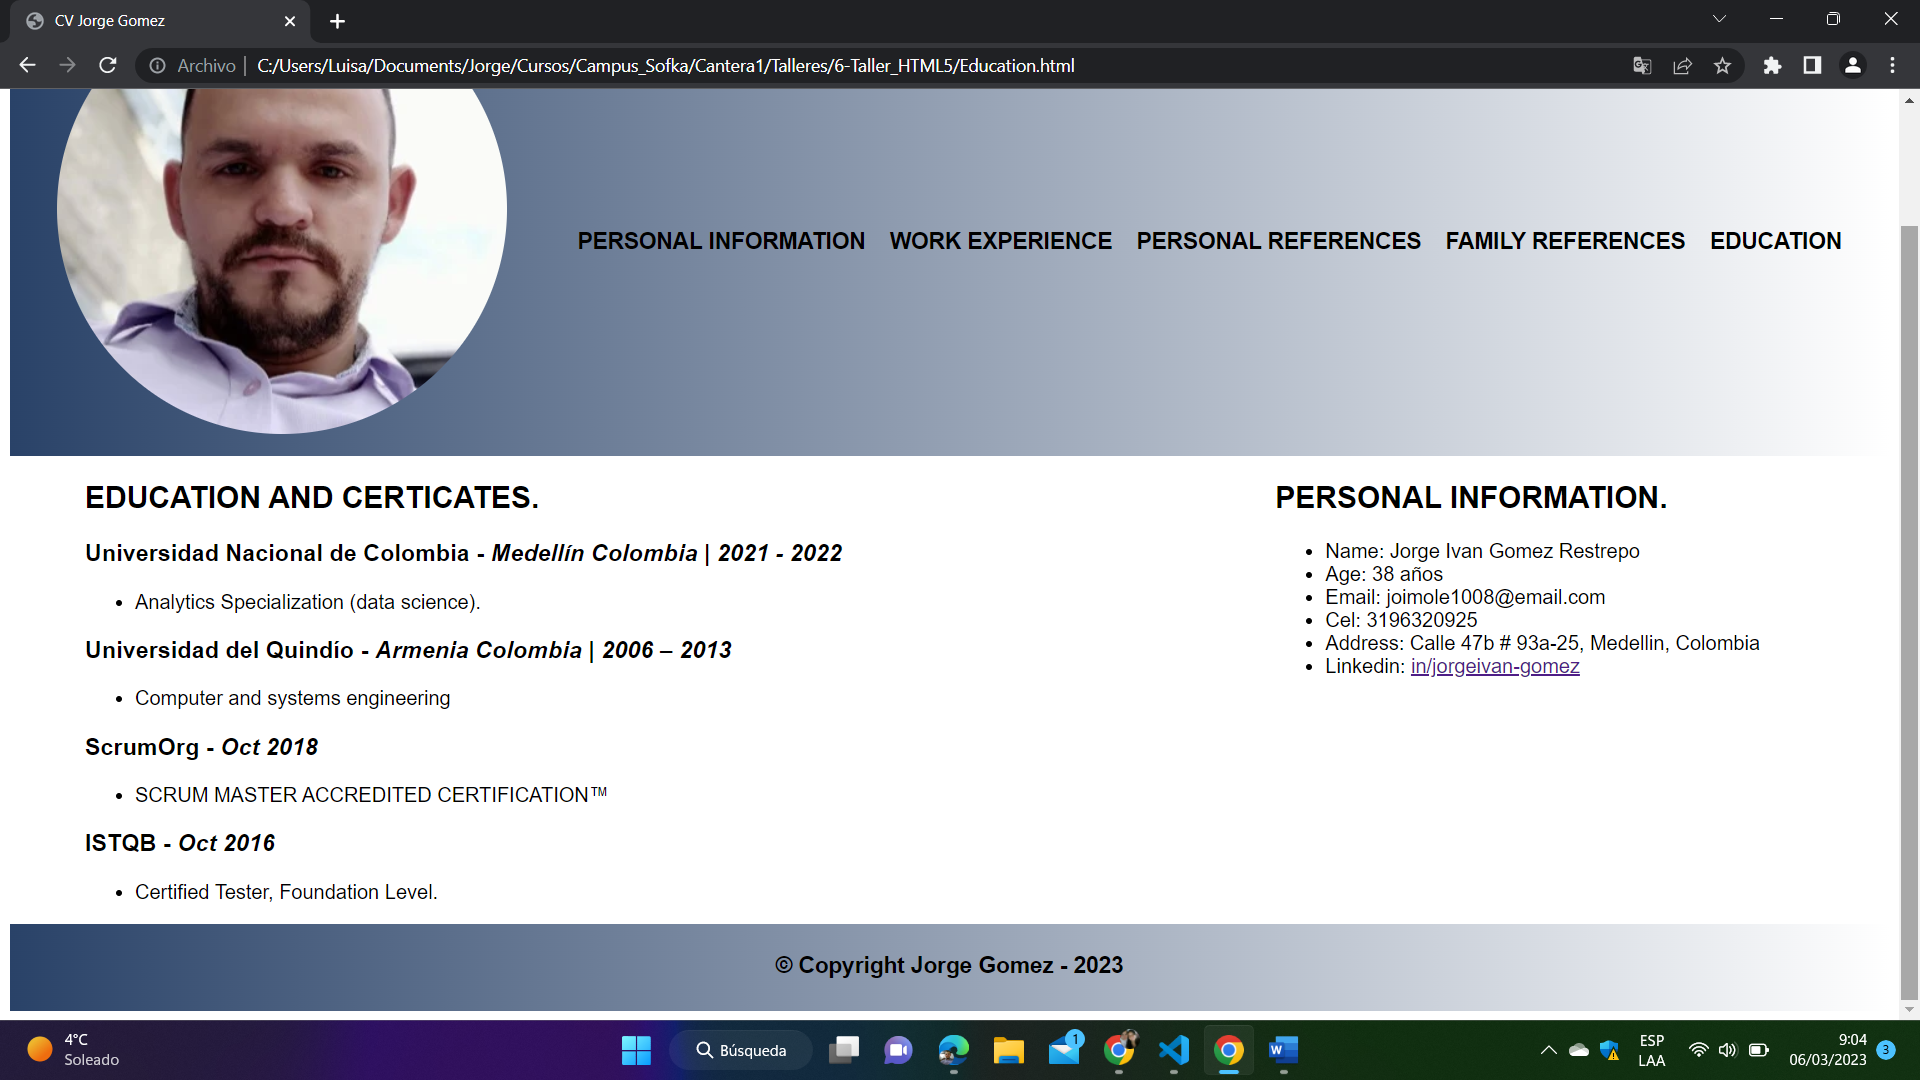 CV Jorge Gomez
Archivo C:/Users/Luisa/Documents/Jorge/Cursos/Campus_Sofka/Cantera1/Talleres/6-Taller_HTML5/Education.html
PERSONAL INFORMATION WORK EXPERIENCE PERSONAL REFERENCES FAMILY REFERENCES EDUCATION
EDUCATION AND CERTICATES.
Universidad Nacional de Colombia - Medellín Colombia | 2021 - 2022
• Analytics Specialization (data science).
Universidad del Quindío - Armenia Colombia | 2006 – 2013
• Computer and systems engineering
ScrumOrg - Oct 2018
• SCRUM MASTER ACCREDITED CERTIFICATION™
ISTQB - Oct 2016
• Certified Tester, Foundation Level.
PERSONAL INFORMATION.
• Name: Jorge Ivan Gomez Restrepo
• Age: 38 años
• Email: joimole1008@email.com
• Cel: 3196320925
• Address: Calle 47b # 93a-25, Medellin, Colombia
• Linkedin: in/jorgeivan-gomez
© Copyright Jorge Gomez - 2023
4°C
Soleado
Búsqueda
1
W
ESP
LAA
9:04
06/03/2023
3